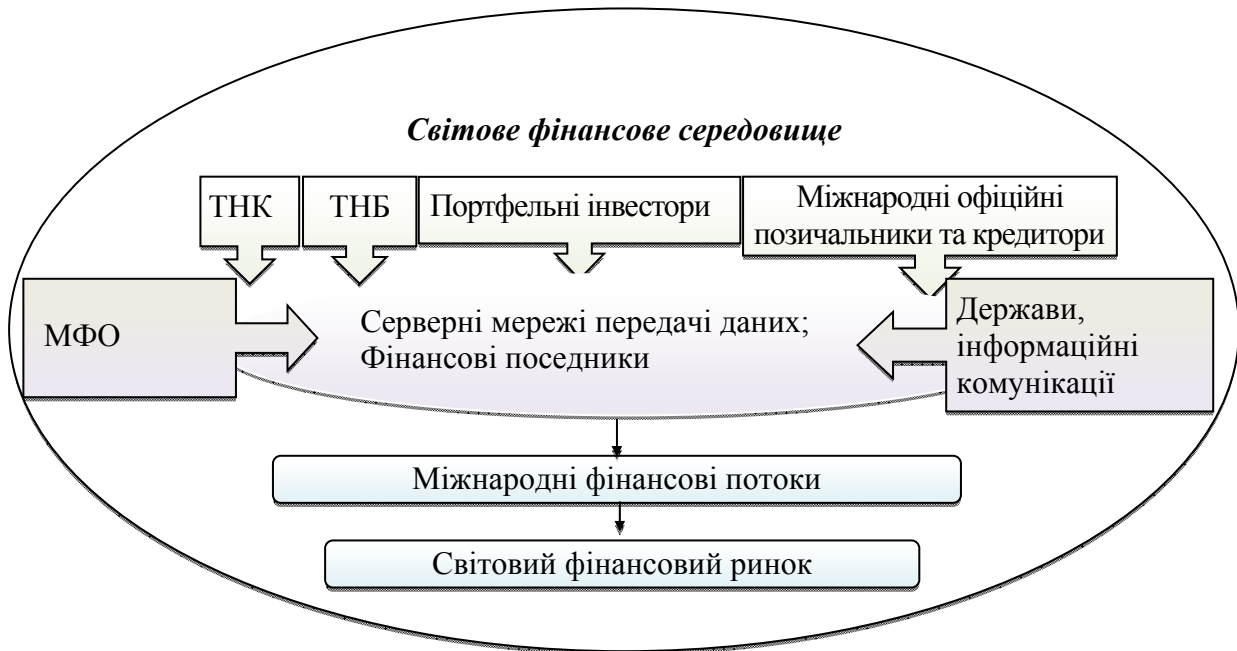 Світове фінансове середовище
ТНК
ТНБ
Портфельні інвестори
Міжнародні офіційні
позичальники та кредитори
МФО
Серверні мережі передачі даних;
Фінансові поседники
Держави,
інформаційні
комунікації
Міжнародні фінансові потоки
Світовий фінансовий ринок